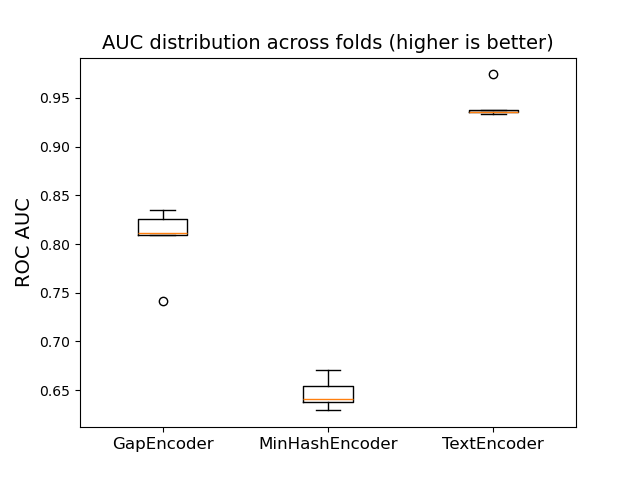 AUC distribution across folds (higher is better)
ROC AUC
0.95
0.90
0.85
0.80
0.75
0.70
0.65
GapEncoder
MinHashEncoder
TextEncoder